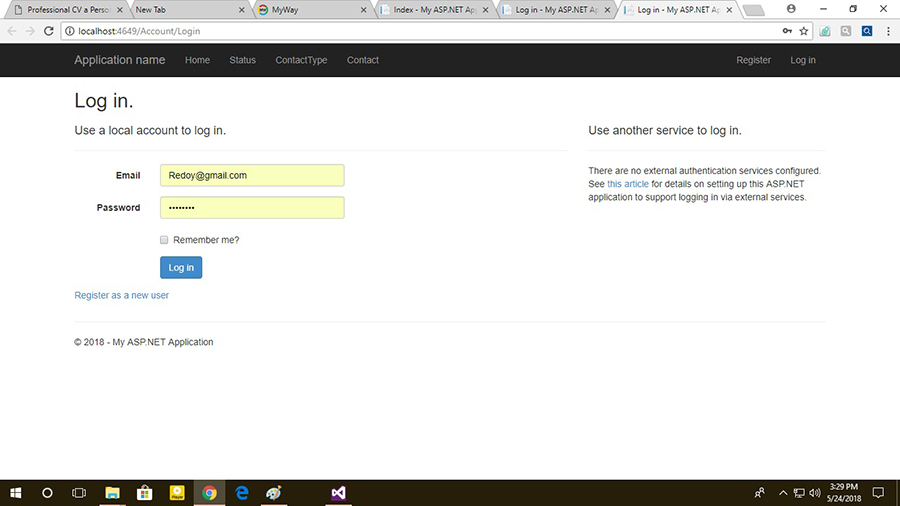 Professional CV a Perso
New Tab
MyWay
Index - My ASP.NET Ap
Log in - My ASP.NET Ap
Log in - My ASP.NET Ap
localhost:4649/Account/Login
Application name
Home
Status
ContactType
Contact
Register
Log in
Log in.
Use a local account to log in.
Email
Redoy@gmail.com
Password
••••••••
Remember me?
Log in
Register as a new user
Use another service to log in.
There are no external authentication services configured.
See this article for details on setting up this ASP.NET
application to support logging in via external services.
© 2018 - My ASP.NET Application
3:29 PM
5/24/2018